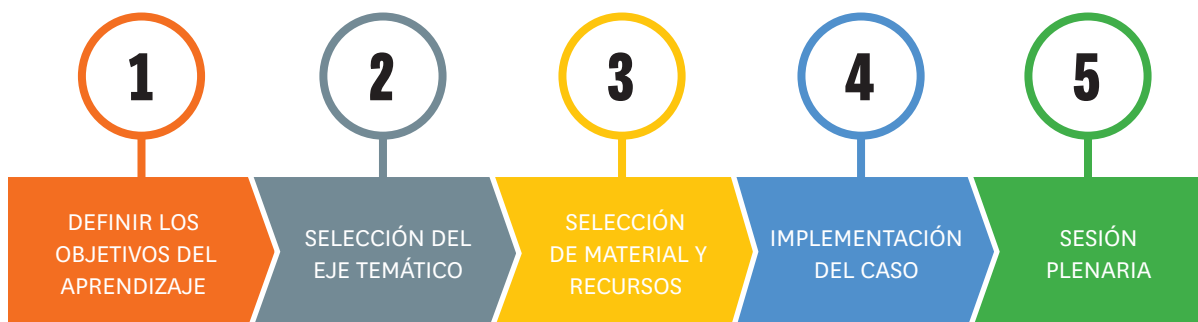 1
2
3
4
5
DEFINIR LOS
OBJETIVOS DEL
APRENDIZAJE
SELECCIÓN DEL
EJE TEMÁTICO
SELECCIÓN
DE MATERIAL Y
RECURSOS
IMPLEMENTACIÓN
DEL CASO
SESIÓN
PLENARIA